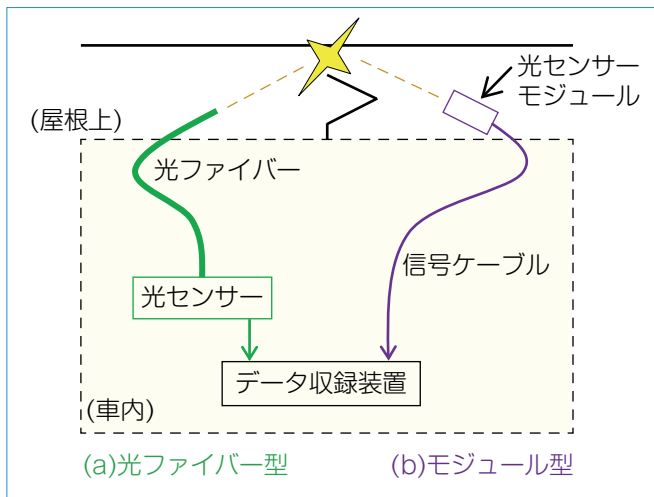 光センサー
モジュール
(屋根上)
光ファイバー
信号ケーブル
光センサー
データ収録装置
(車内)
(a)光ファイバー型
(b)モジュール型